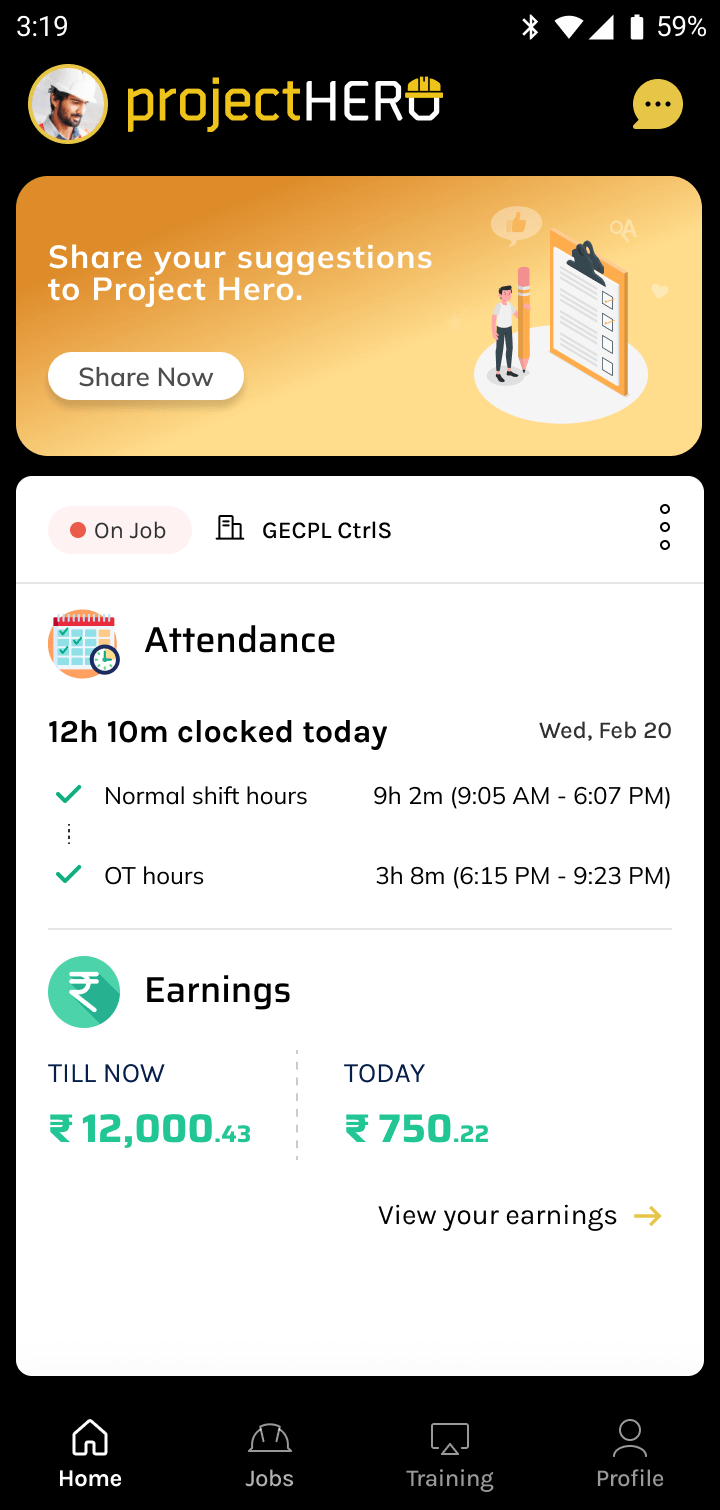 3:19
59%
projectHERO
Share your suggestions
to Project Hero.
Share Now
On Job
GECPL CtrlS
Attendance
12h 10m clocked today
Wed, Feb 20
Normal shift hours
9h 2m (9:05 AM - 6:07 PM)
OT hours
3h 8m (6:15 PM - 9:23 PM)
₹
Earnings
TILL NOW
TODAY
₹ 12,000.43
₹ 750.22
View your earnings
Home
Jobs
Training
Profile